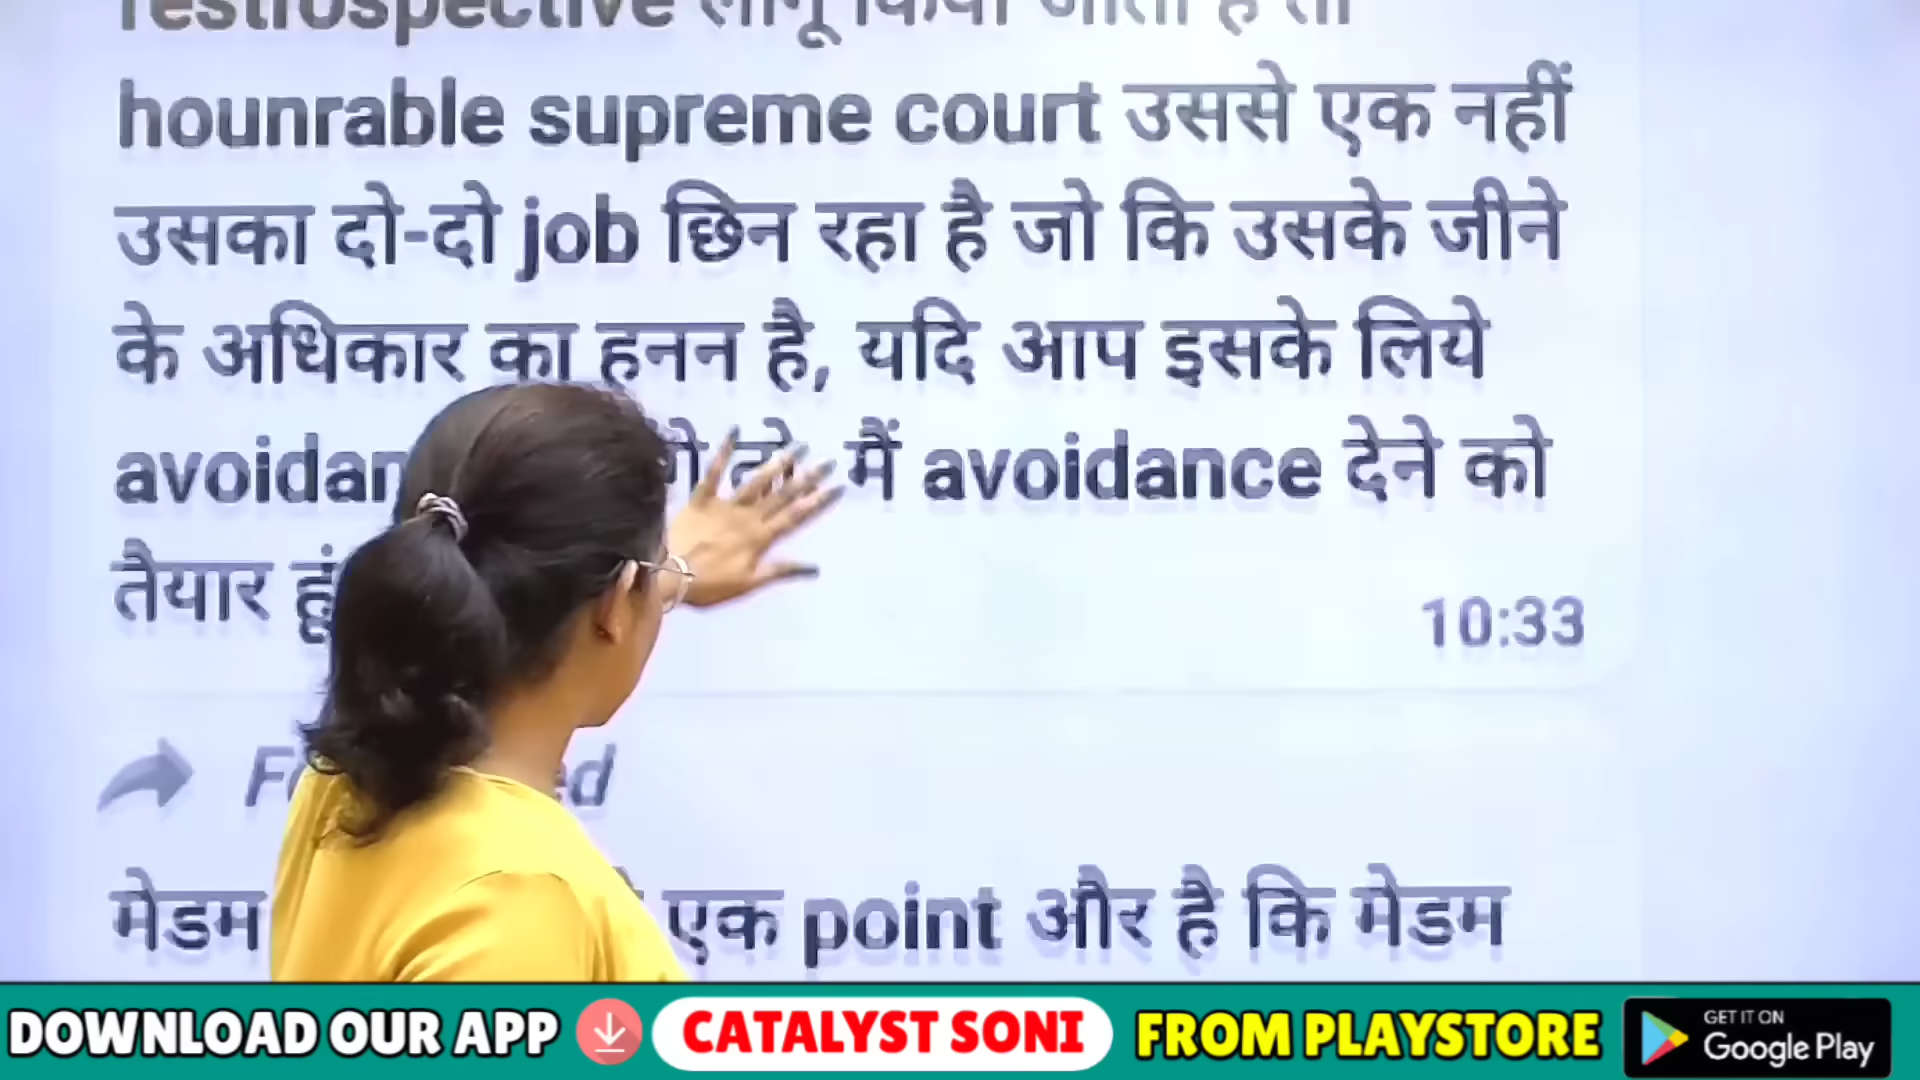 restrospective लागू किया जाता है तो
hounrable supreme court उससे एक नहीं
उसका दो-दो job छिन रहा है जो कि उसके जीने
के अधिकार का हनन है, यदि आप इसके लिये
मैं avoidance देने को
तैयार हूं
10:33
मेडम एक point और है कि मेडम
DOWNLOAD OUR APP CATALYST SONI FROM PLAYSTORE
GET IT ON
Google Play